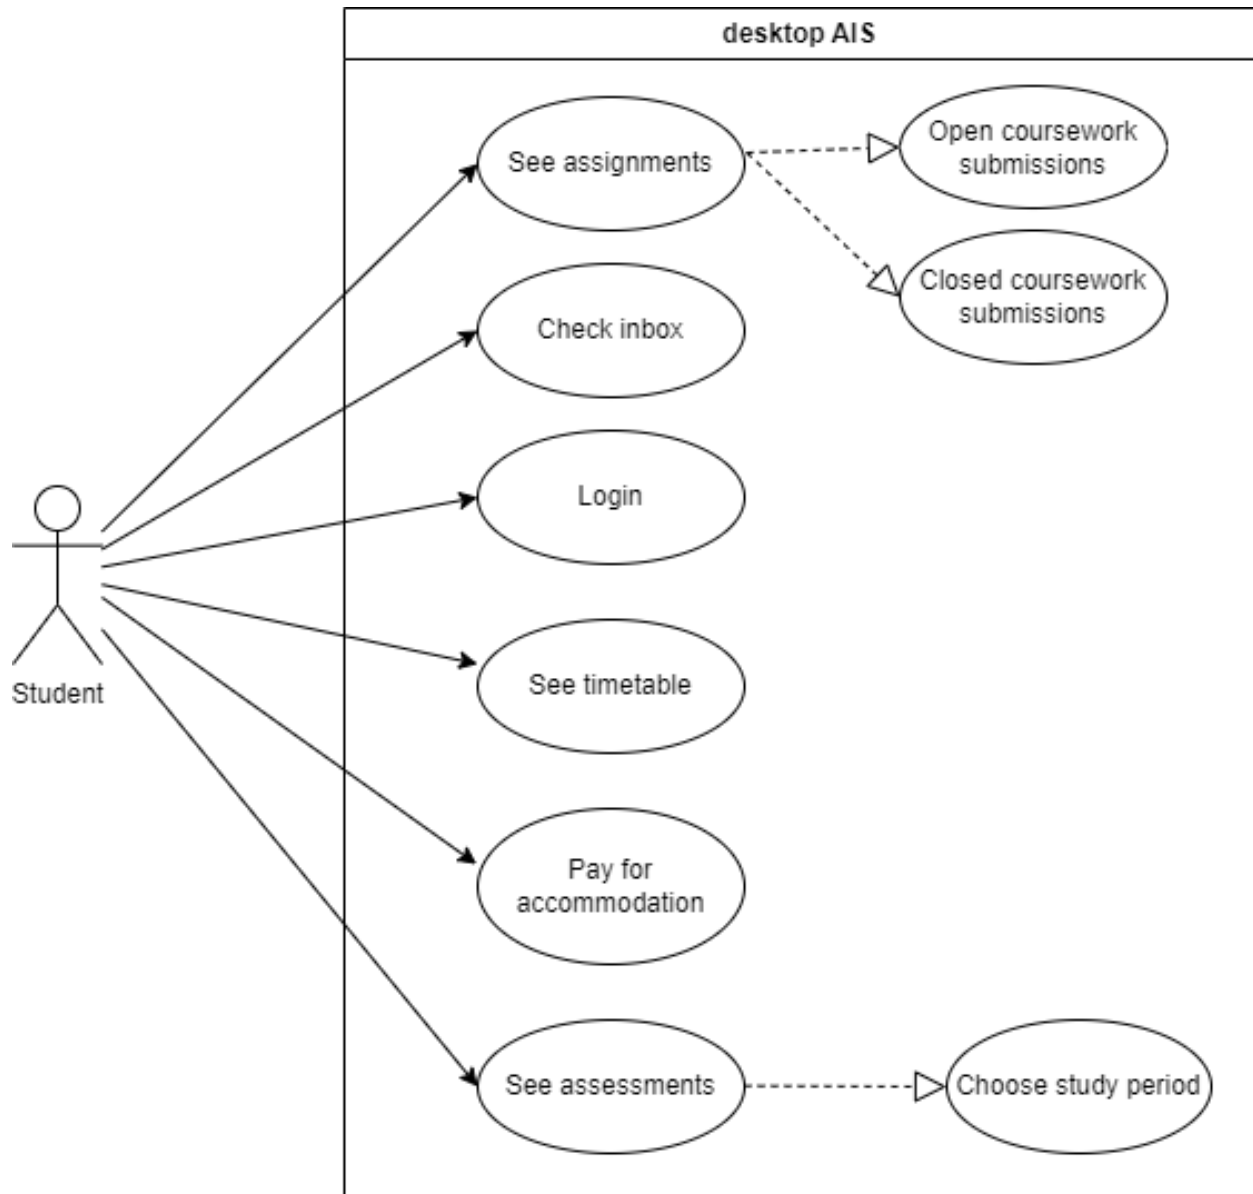 desktop AIS
See assignments
Open coursework
submissions
Closed coursework
submissions
Check inbox
Login
Student
See timetable
Pay for
accommodation
See assessments
Choose study period